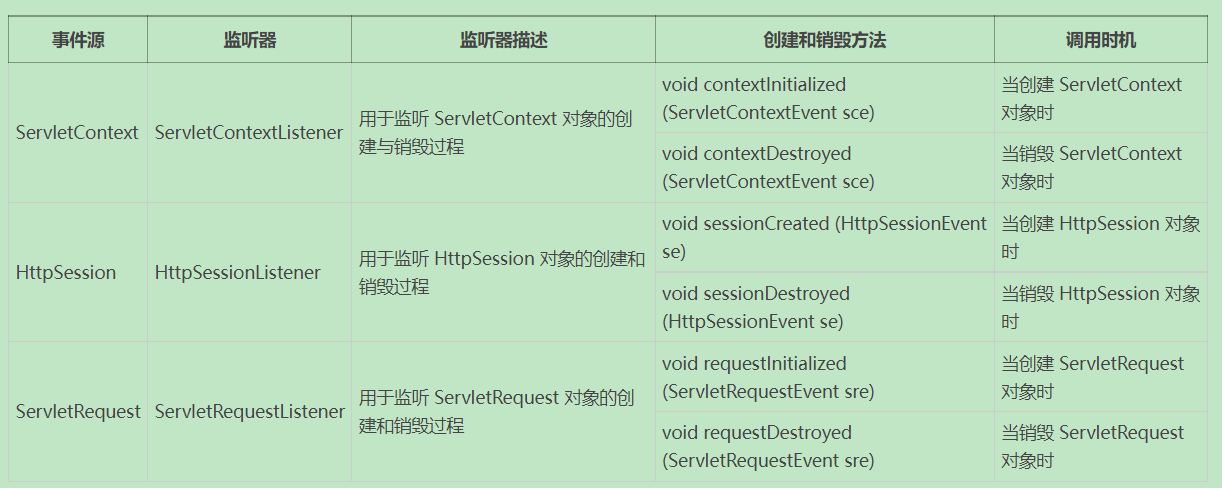 事件源 监听器 监听器描述 创建和销毁方法 调用时机
ServletContext ServletContextListener
用于监听 ServletContext 对象的创
建与销毁过程
void contextInitialized
(ServletContextEvent sce)
当创建 ServletContext
对象时
void contextDestroyed
(ServletContextEvent sce)
当销毁 ServletContext
对象时
HttpSession HttpSessionListener
用于监听 HttpSession 对象的创建和
销毁过程
void sessionCreated (HttpSessionEvent
se)
当创建 HttpSession 对象
时
void sessionDestroyed
(HttpSessionEvent se)
当销毁 HttpSession 对象
时
ServletRequest ServletRequestListener
用于监听 ServletRequest 对象的创
建和销毁过程
void requestInitialized
(ServletRequestEvent sre)
当创建 ServletRequest
对象时
void requestDestroyed
(ServletRequestEvent sre)
当销毁 ServletRequest
对象时